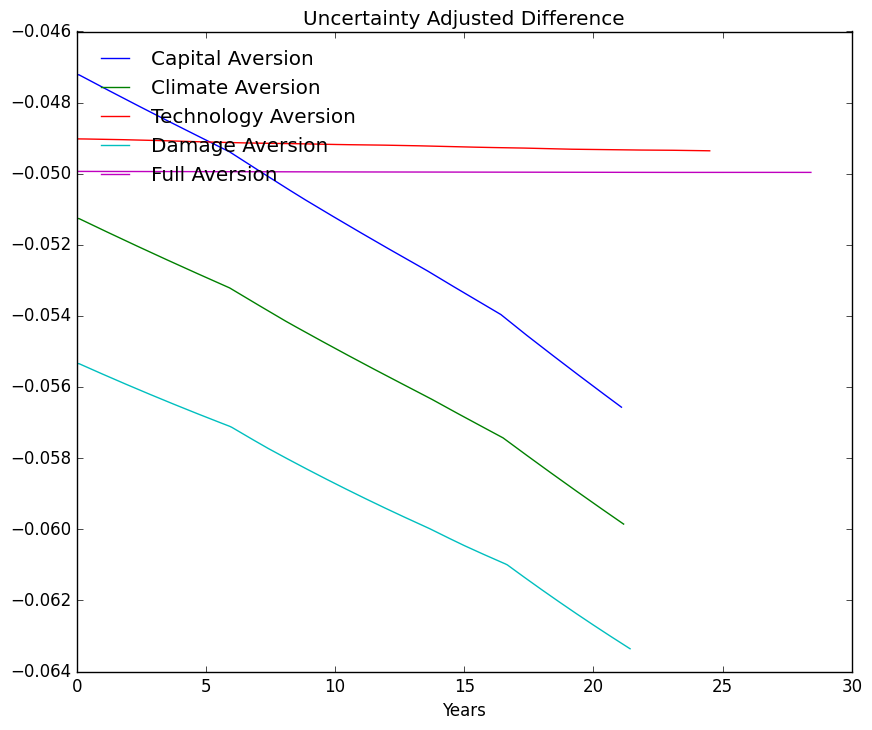 Uncertainty Adjusted Difference
−0.046
−0.048
−0.050
−0.052
−0.054
−0.056
−0.058
−0.060
−0.062
−0.064
Capital Aversion
Climate Aversion
Technology Aversion
Damage Aversion
Full Aversion
0 5 10 15 20 25 30
Years